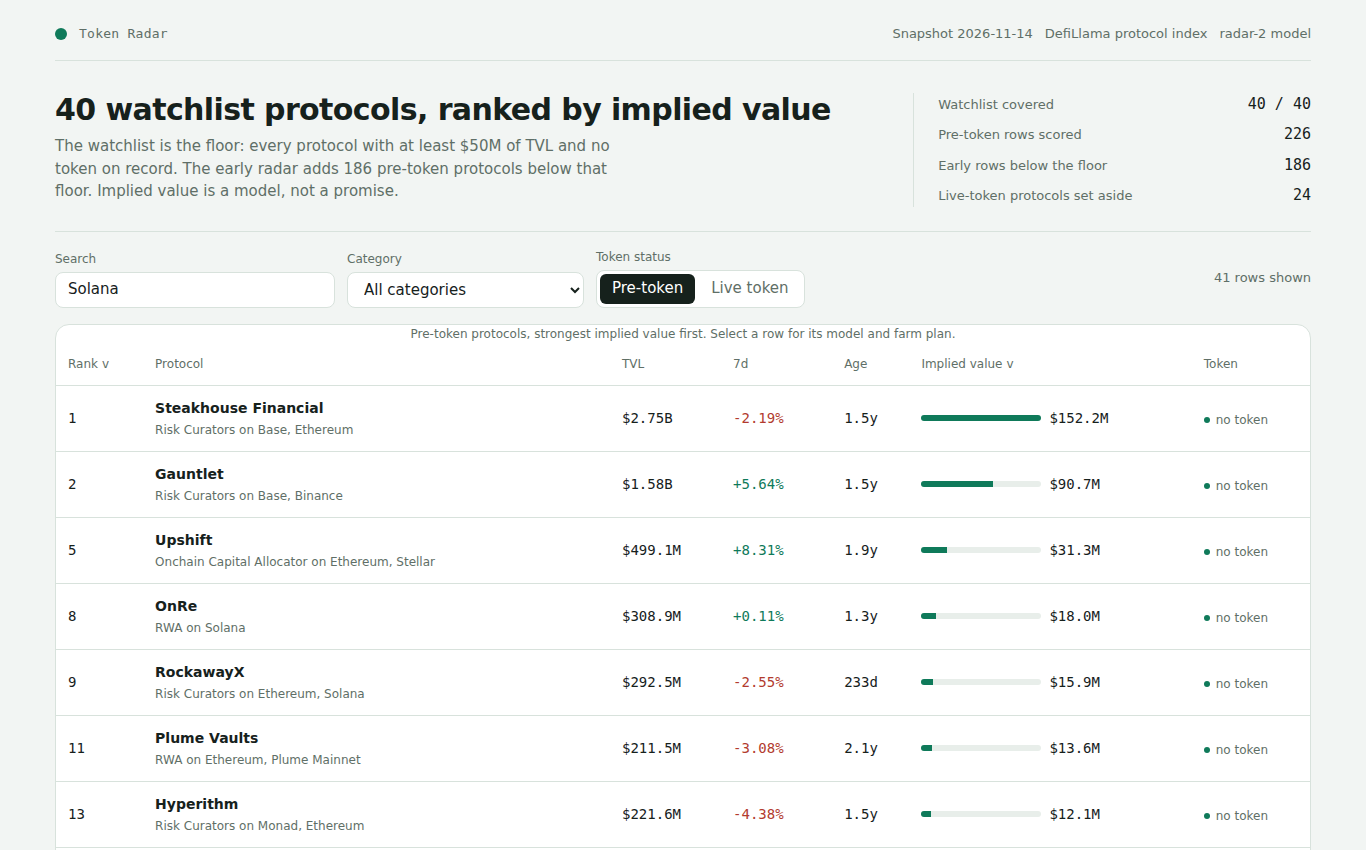 Token Radar
Snapshot 2026-11-14 DefiLlama protocol index radar-2 model
40 watchlist protocols, ranked by implied value
The watchlist is the floor: every protocol with at least $50M of TVL and no
token on record. The early radar adds 186 pre-token protocols below that
floor. Implied value is a model, not a promise.
Watchlist covered 40 / 40
Pre-token rows scored 226
Early rows below the floor 186
Live-token protocols set aside 24
Search
Solana
Category
All categories
Token status
Pre-token Live token
41 rows shown
Pre-token protocols, strongest implied value first. Select a row for its model and farm plan.
Rank v Protocol TVL 7d Age Implied value v Token
1 Steakhouse Financial $2.75B -2.19% 1.5y $152.2M no token
Risk Curators on Base, Ethereum
2 Gauntlet $1.58B +5.64% 1.5y $90.7M no token
Risk Curators on Base, Binance
5 Upshift $499.1M +8.31% 1.9y $31.3M no token
Onchain Capital Allocator on Ethereum, Stellar
8 OnRe $308.9M +0.11% 1.3y $18.0M no token
RWA on Solana
9 RockawayX $292.5M -2.55% 233d $15.9M no token
Risk Curators on Ethereum, Solana
11 Plume Vaults $211.5M -3.08% 2.1y $13.6M no token
RWA on Ethereum, Plume Mainnet
13 Hyperithm $221.6M -4.38% 1.5y $12.1M no token
Risk Curators on Monad, Ethereum